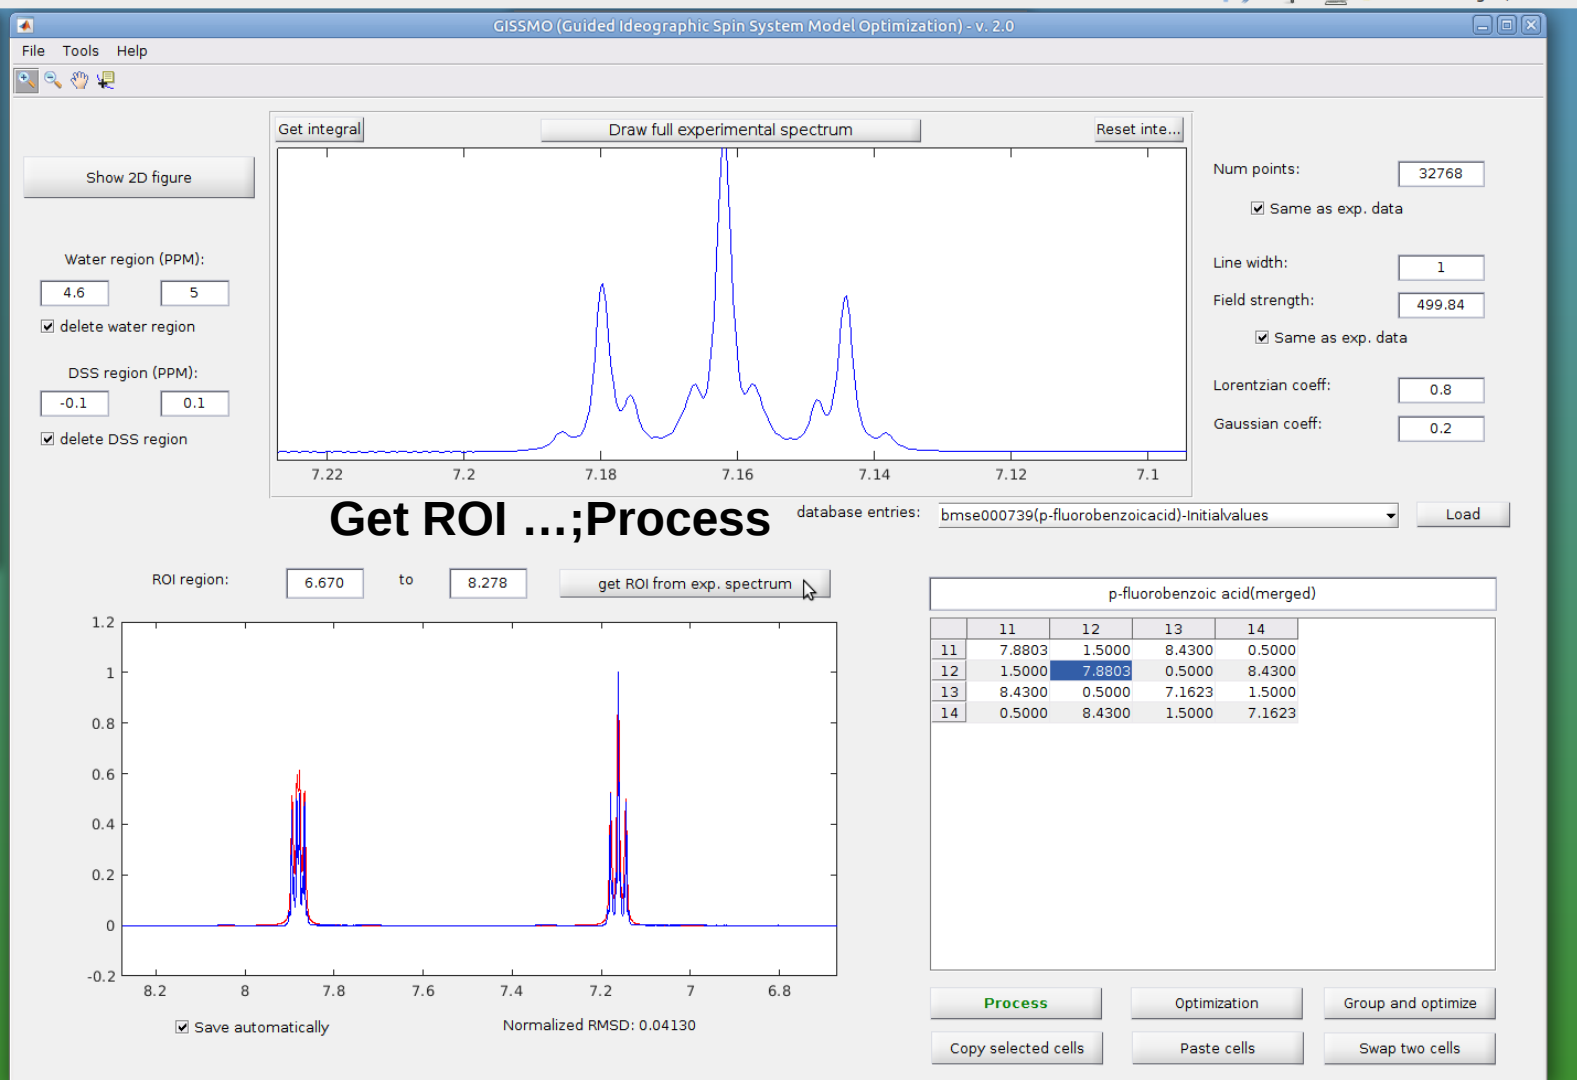 GISSMO (Guided Ideographic Spin System Model Optimization) - v. 2.0
File Tools Help
Get integral
Draw full experimental spectrum
Reset inte...
Show 2D figure
Water region (PPM):
4.6 5
delete water region
DSS region (PPM):
-0.1 0.1
delete DSS region
7.22 7.2 7.18 7.16 7.14 7.12 7.1
Num points: 32768
Same as exp. data
Line width: 1
Field strength: 499.84
Same as exp. data
Lorentzian coeff: 0.8
Gaussian coeff: 0.2
Get ROI ...;Process
database entries: bmse000739(p-fluorobenzoicacid)-Initialvalues Load
ROI region: 6.670 to 8.278 get ROI from exp. spectrum
1.2
1
0.8
0.6
0.4
0.2
0
-0.2
8.2 8 7.8 7.6 7.4 7.2 7 6.8
Save automatically
Normalized RMSD: 0.04130
p-fluorobenzoic acid(merged)
11 12 13 14
11 7.8803 1.5000 8.4300 0.5000
12 1.5000 7.8803 0.5000 8.4300
13 8.4300 0.5000 7.1623 1.5000
14 0.5000 8.4300 1.5000 7.1623
Process Optimization Group and optimize
Copy selected cells Paste cells Swap two cells